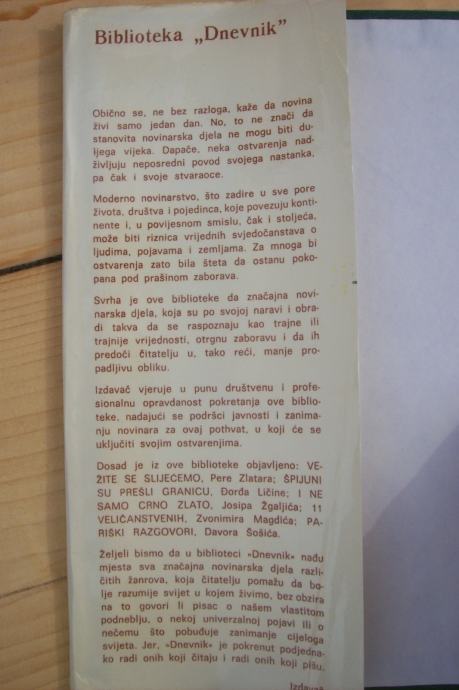 Biblioteka „Dnevnik”
Obično se, ne bez razloga, kaže da novina
živi samo jedan dan. No, to ne znači da
stanovita novinarska djela ne mogu biti du-
ljega vijeka. Dapače, neka ostvarenja nad-
življuju neposredni povod svojega nastanka,
pa čak i svoje stvaraoce.
Moderno novinarstvo, što zadire u sve pore
života, društva i pojedinca, koje povezuju konti-
nente i, u povijesnom smislu, čak i stoljeća,
može biti riznica vrijednih svjedočanstava o
ljudima, pojavama i zemljama. Za mnoga bi
ostvarenja zato bila šteta da ostanu poko-
pana pod prašinom zaborava.
Svrha je ove biblioteke da značajna novi-
narska djela, koja su po svojoj naravi i obra-
di takva da se raspoznaju kao trajne ili
trajnije vrijednosti, otrgnu zaboravu i da ih
predoči čitatelju u, tako reći, manje pro-
padljivu obliku.
Izdavač vjeruje u punu društvenu i profe-
sionalnu opravdanost pokretanja ove biblio-
teke, nadajući se podršci javnosti i zanima-
nju novinara za ovaj pothvat, u koji će se
uključiti svojim ostvarenjima.
Dosad je iz ove biblioteke objavljeno: VE-
ŽITE SE SLIJEĆEMO, Pere Zlatara; ŠPIJUNI
SU PREŠLI GRANICU, Đorđa Ličine; I NE
SAMO CRNO ZLATO, Josipa Žgaljića; 11
VELIČANSTVENIH, Zvonimira Magdića; PA-
RIŠKI RAZGOVORI, Davora Šošića.
Željeli bismo da u biblioteci »Dnevnik« nađu
mjesta sva značajna novinarska djela razli-
čitih žanrova, koja čitatelju pomažu da bo-
lje razumije svijet u kojem živimo, bez obzira
na to govori li pisac o našem vlastitom
podneblju, o nekoj univerzalnoj pojavi ili o
nečemu što pobuđuje zanimanje cijeloga
svijeta. Jer, »Dnevnik« je pokrenut podjedna-
ko radi onih koji čitaju i radi onih koji pišu.
Izdavač